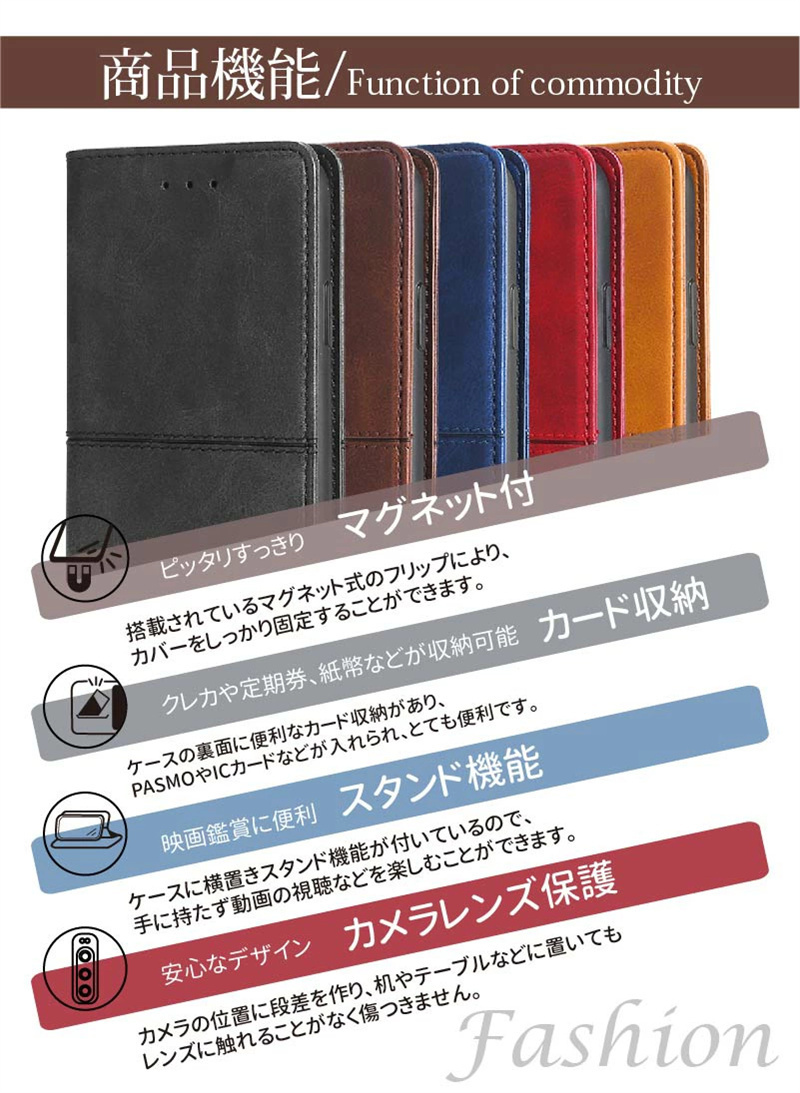 商品機能/Function of commodity
ピッタリすっきり マグネット付
搭載されているマグネット式のフリップにより、
カバーをしっかり固定することができます。
クレカや定期券、紙幣などが収納可能 カード収納
ケースの裏面に便利なカード収納があり、
PASMOやICカードなどが入れられ、とても便利です。
映画鑑賞に便利 スタンド機能
ケースに横置きスタンド機能が付いているので、
手に持たず動画の視聴などを楽しむことができます。
安心なデザイン カメラレンズ保護
カメラの位置に段差を作り、机やテーブルなどに置いても
レンズに触れることがなく傷つきません。
Fashion